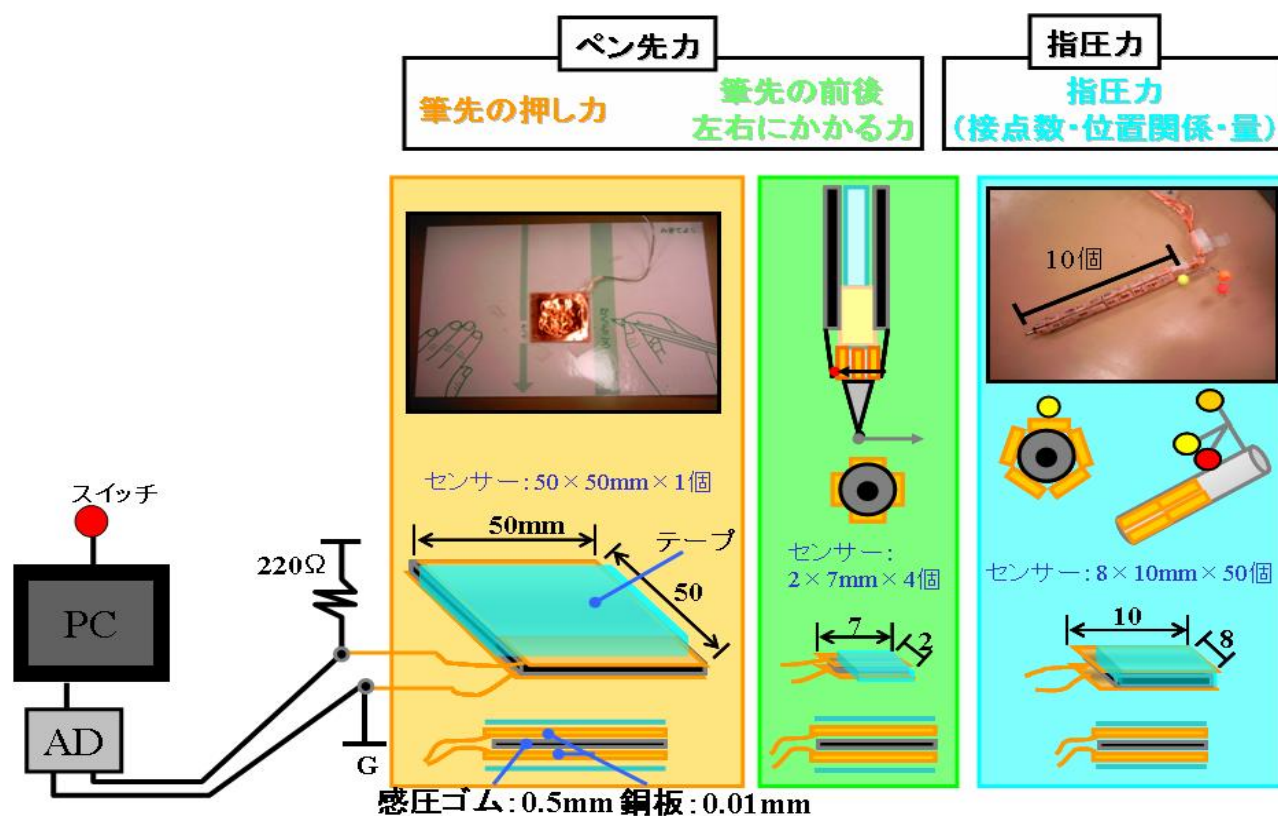 ペン先力
指圧力
筆先の押し力
筆先の前後
左右にかかる力
指圧力
(接点数・位置関係・量)
10個
センサー:50×50mm×1個
スイッチ
50mm
テープ
センサー:
2×7mm×4個
センサー:8×10mm×50個
220Ω
50
PC
7
2
10
8
AD
G
感圧ゴム:0.5mm 銅板:0.01mm